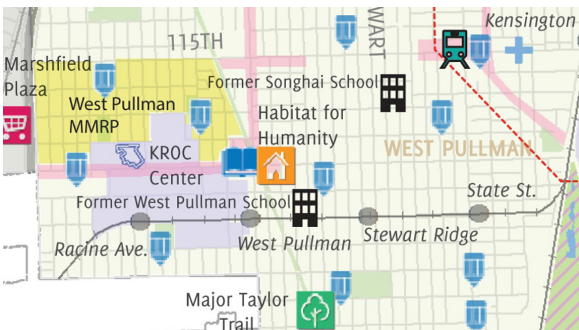 Kensington
115TH
WART
Marshfield
Plaza
Former Songhai School
West Pullman
MMRP
Habitat for
Humanity
WEST PULLMAN
KROC
Center
Former West Pullman School
State St.
Racine Ave.
West Pullman
Stewart Ridge
Major Taylor
Trail